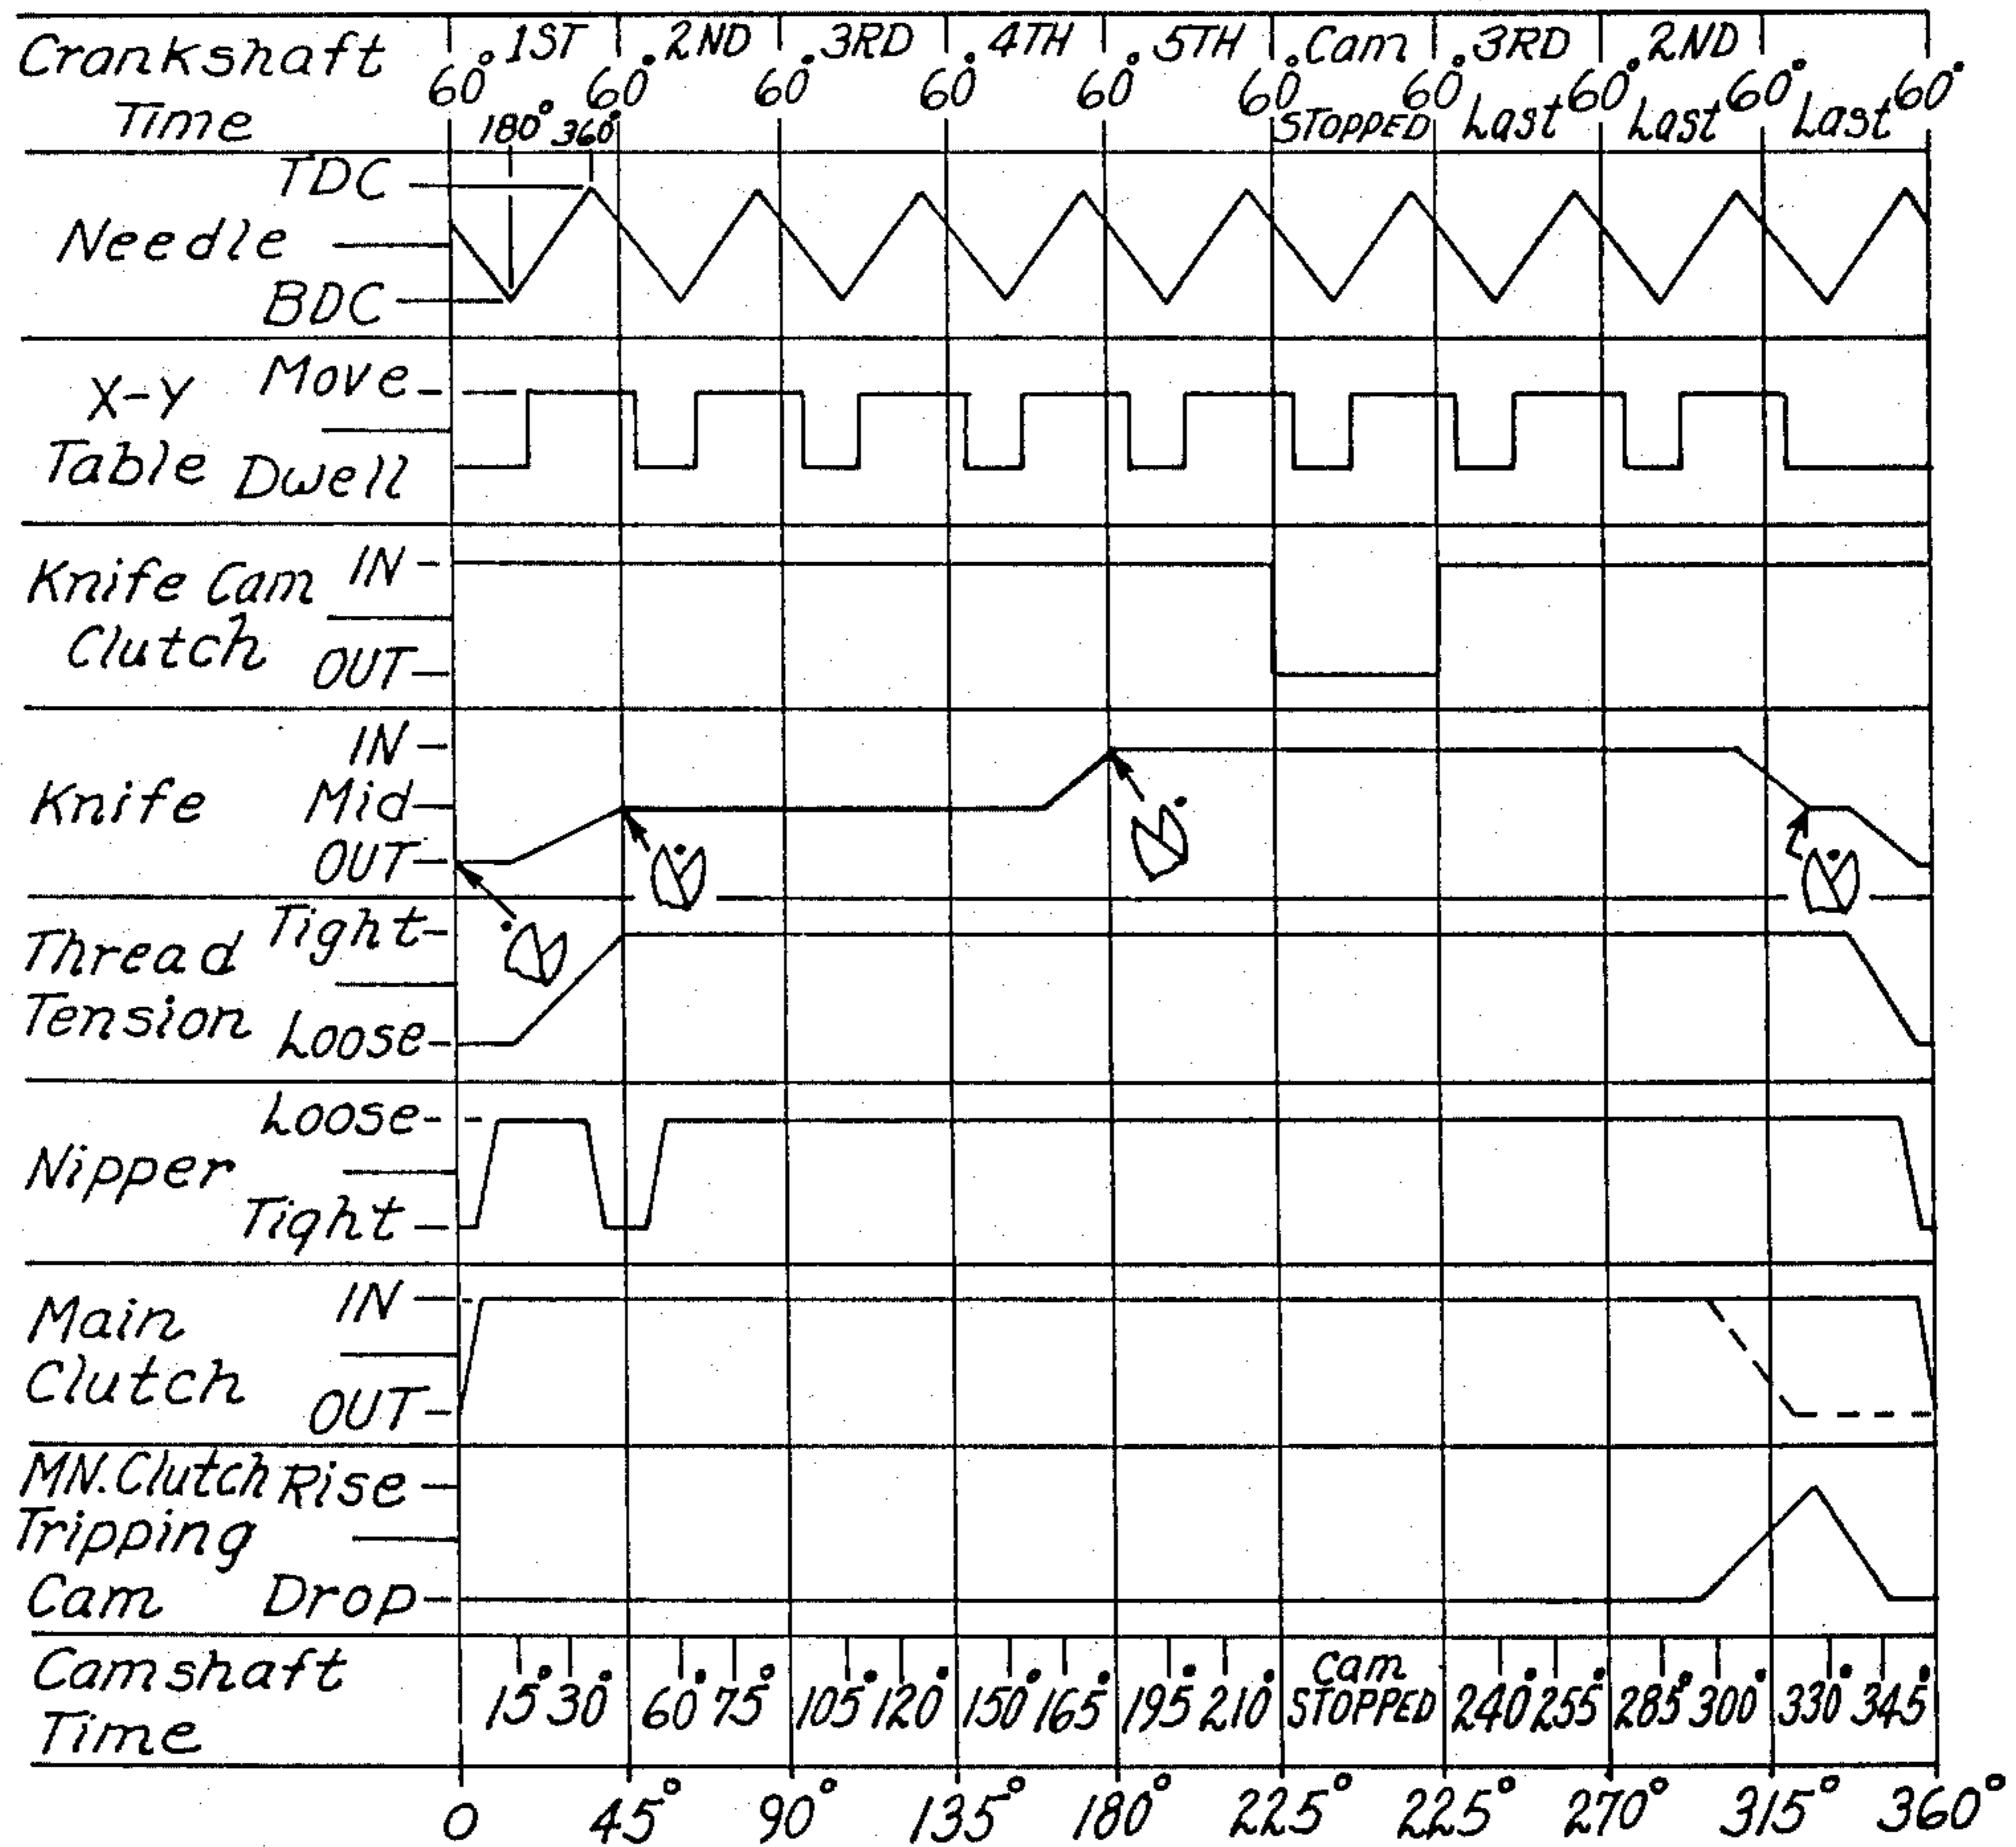 Crankshaft Time
1ST 2ND 3RD 4TH 5TH Cam 3RD 2ND
60° 60° 60° 60° 60° 60° 60° 60° 60° 60°
STOPPED Last Last Last
180° 360°
TDC
Needle
BDC
X-Y Move
Table Dwell
Knife Cam IN
Clutch OUT
IN
Knife Mid
OUT
Thread Tight
Tension Loose
Loose
Nipper
Tight
Main IN
Clutch OUT
MN. Clutch Rise
Tripping
Cam Drop
Camshaft
Time
cam
15° 30° 60° 75° 105° 120° 150° 165° 195° 210° STOPPED 240° 255° 285° 300° 330° 345°
0 45° 90° 135° 180° 225° 225° 270° 315° 360°